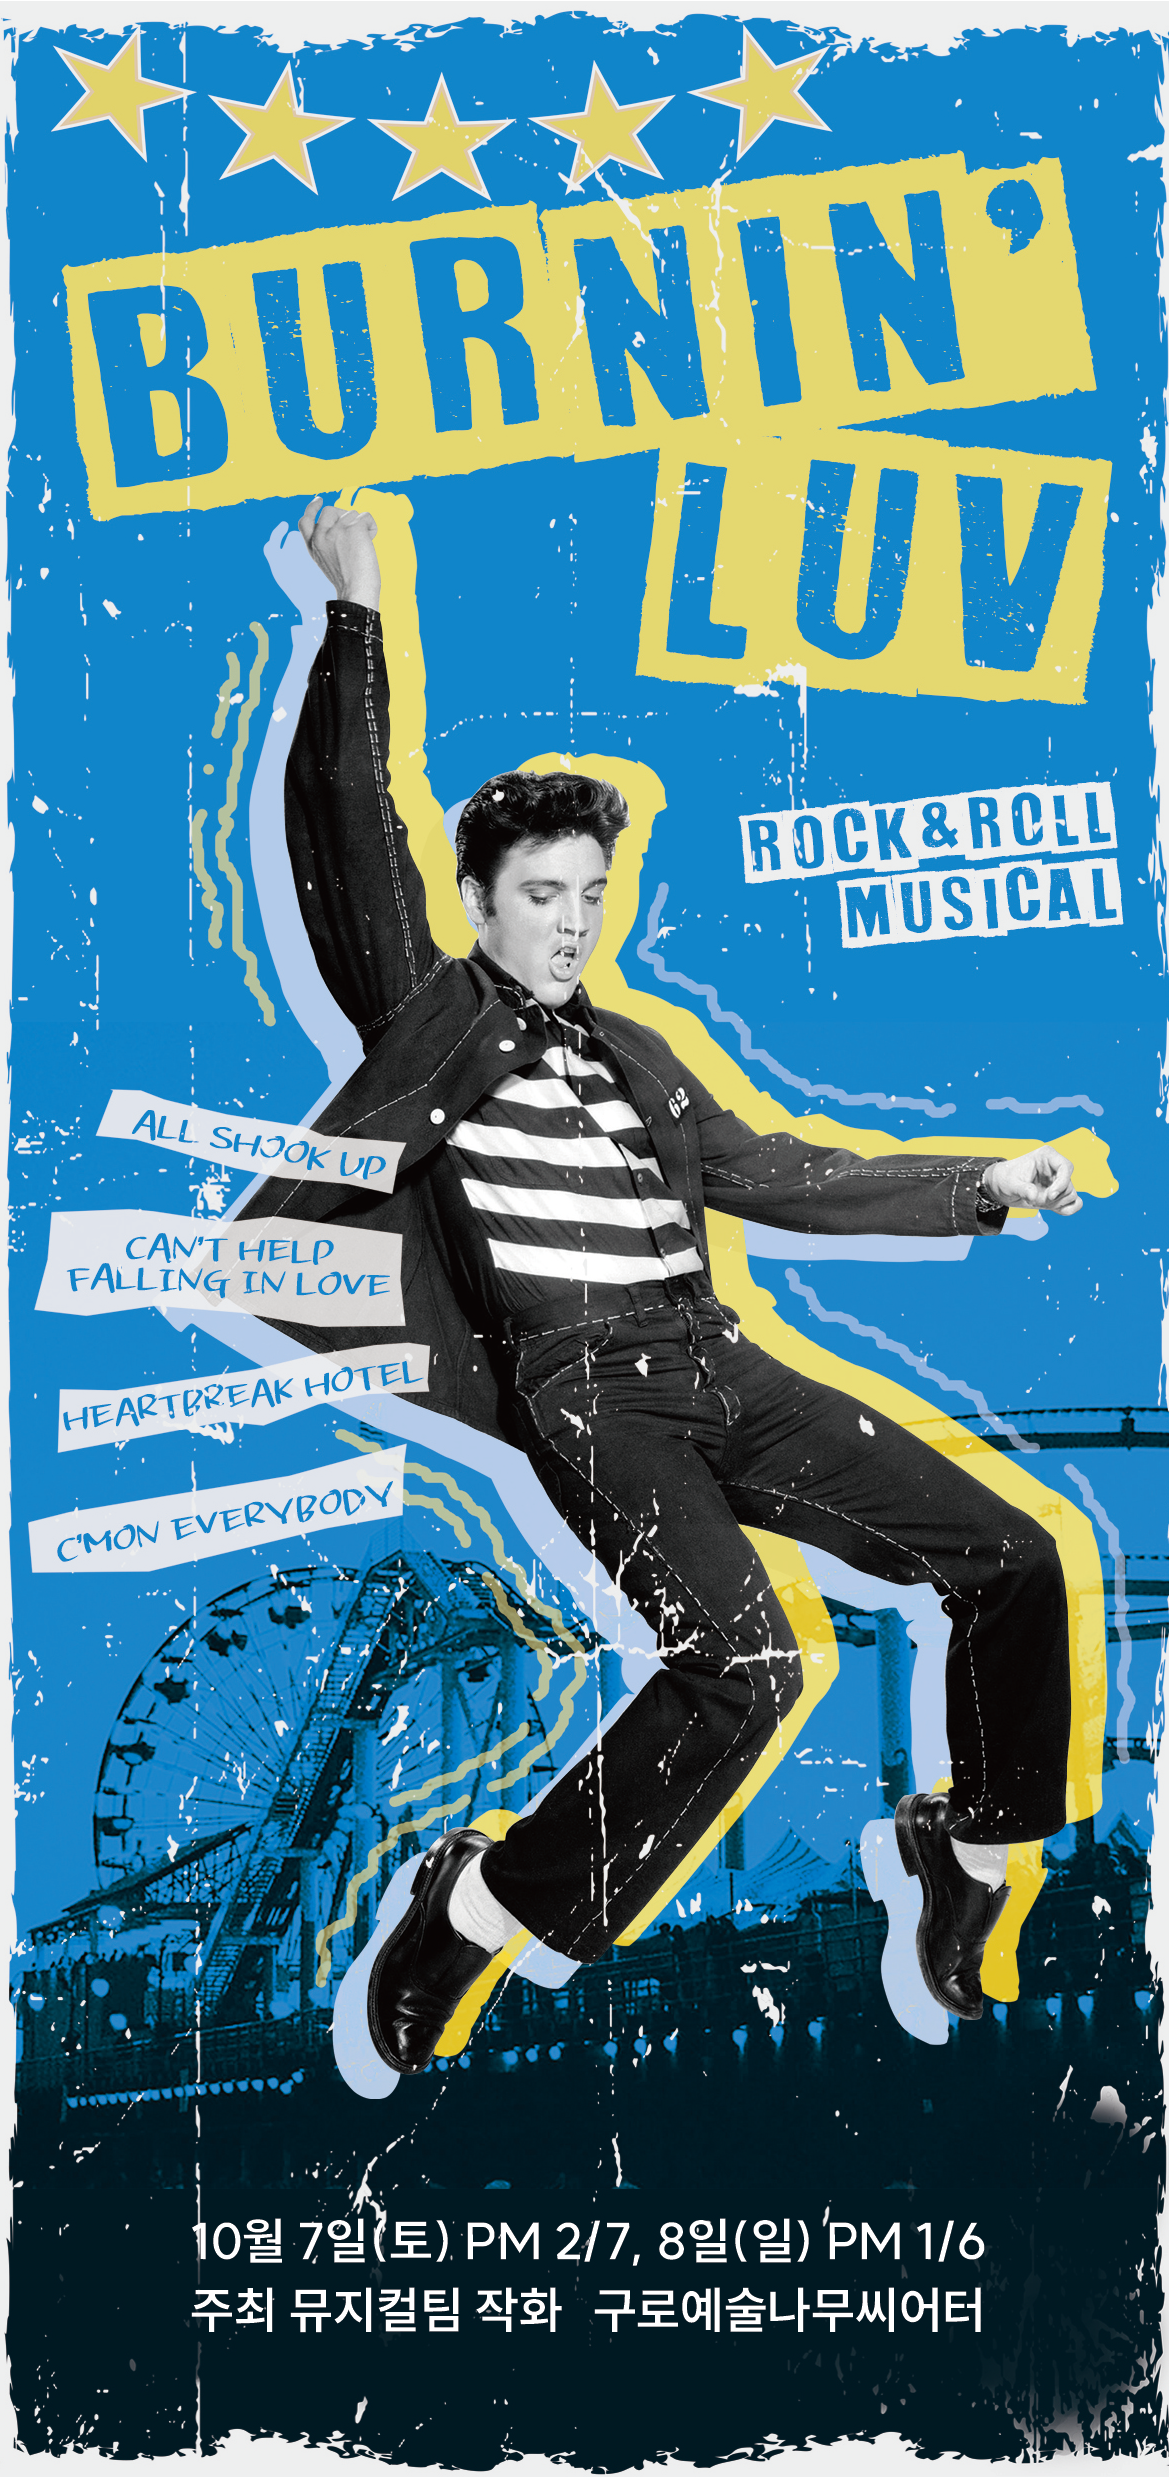 BURNIN'
LUV
ROCK&ROLL
MUSICAL
62
ALL SHOOK UP
CAN'T HELP
FALLING IN LOVE
HEARTBREAK HOTEL
C'MON EVERYBODY
10월 7일(토) PM 2/7, 8일(일) PM 1/6
주최 뮤지컬팀 작화 구로예술나무씨어터